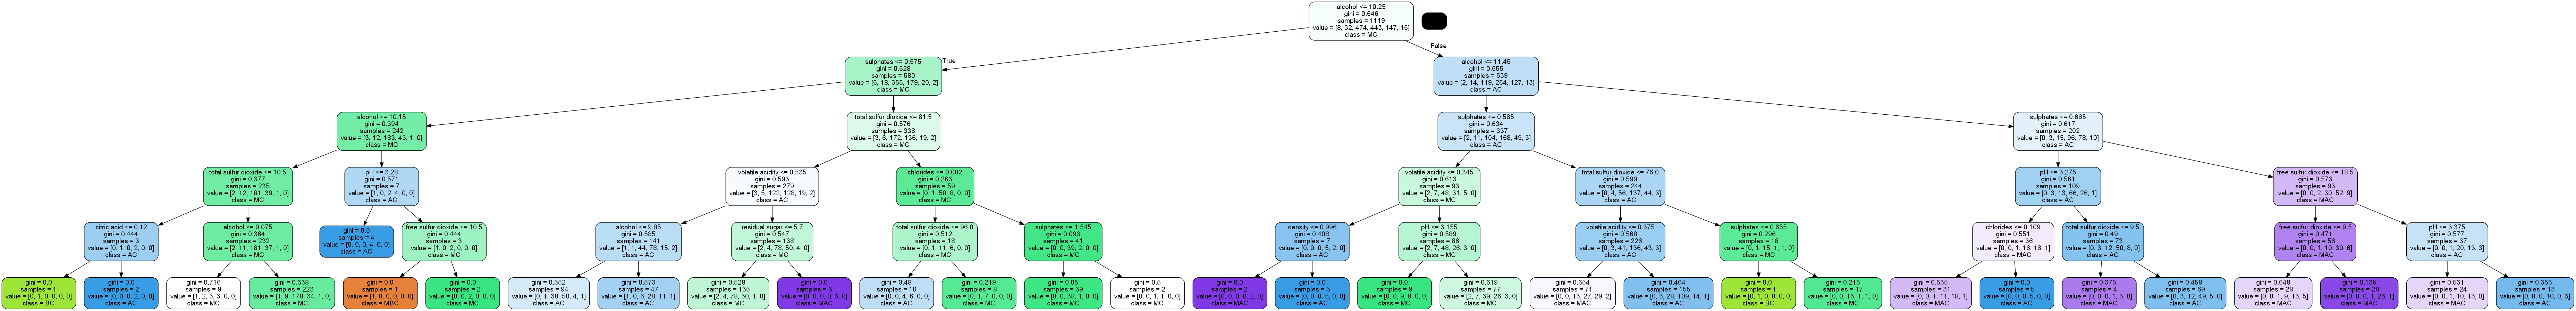 alcohol <= 10.25
gini = 0.646
samples = 1119
value = [8, 32, 474, 443, 147, 15]
class = MC
True
False
sulphates <= 0.575
gini = 0.528
samples = 580
value = [6, 18, 355, 179, 20, 2]
class = MC
alcohol <= 11.45
gini = 0.655
samples = 539
value = [2, 14, 119, 264, 127, 13]
class = AC
alcohol <= 10.15
gini = 0.394
samples = 242
value = [3, 12, 183, 43, 1, 0]
class = MC
total sulfur dioxide <= 81.5
gini = 0.576
samples = 338
value = [3, 6, 172, 136, 19, 2]
class = MC
sulphates <= 0.585
gini = 0.634
samples = 337
value = [2, 11, 104, 168, 49, 3]
class = AC
sulphates <= 0.685
gini = 0.617
samples = 202
value = [0, 3, 15, 96, 78, 10]
class = AC
total sulfur dioxide <= 10.5
gini = 0.377
samples = 235
value = [2, 12, 181, 39, 1, 0]
class = MC
pH <= 3.28
gini = 0.571
samples = 7
value = [1, 0, 2, 4, 0, 0]
class = AC
volatile acidity <= 0.535
gini = 0.593
samples = 279
value = [3, 5, 122, 128, 19, 2]
class = AC
chlorides <= 0.082
gini = 0.263
samples = 59
value = [0, 1, 50, 8, 0, 0]
class = MC
volatile acidity <= 0.345
gini = 0.613
samples = 93
value = [2, 7, 48, 31, 5, 0]
class = MC
total sulfur dioxide <= 76.0
gini = 0.599
samples = 244
value = [0, 4, 56, 137, 44, 3]
class = AC
pH <= 3.275
gini = 0.561
samples = 109
value = [0, 3, 13, 66, 26, 1]
class = AC
free sulfur dioxide <= 18.5
gini = 0.573
samples = 93
value = [0, 0, 2, 30, 52, 9]
class = MAC
citric acid <= 0.12
gini = 0.444
samples = 3
value = [0, 1, 0, 2, 0, 0]
class = AC
alcohol <= 9.075
gini = 0.364
samples = 232
value = [2, 11, 181, 37, 1, 0]
class = MC
gini = 0.0
samples = 4
value = [0, 0, 0, 4, 0, 0]
class = AC
free sulfur dioxide <= 10.5
gini = 0.444
samples = 3
value = [1, 0, 2, 0, 0, 0]
class = MC
alcohol <= 9.85
gini = 0.585
samples = 141
value = [1, 1, 44, 78, 15, 2]
class = AC
residual sugar <= 5.7
gini = 0.547
samples = 138
value = [2, 4, 78, 50, 4, 0]
class = MC
total sulfur dioxide <= 96.0
gini = 0.512
samples = 18
value = [0, 1, 11, 6, 0, 0]
class = MC
sulphates <= 1.545
gini = 0.093
samples = 41
value = [0, 0, 39, 2, 0, 0]
class = MC
density <= 0.996
gini = 0.408
samples = 7
value = [0, 0, 0, 5, 2, 0]
class = AC
pH <= 3.155
gini = 0.589
samples = 86
value = [2, 7, 48, 26, 3, 0]
class = MC
volatile acidity <= 0.375
gini = 0.568
samples = 226
value = [0, 3, 41, 136, 43, 3]
class = AC
sulphates <= 0.655
gini = 0.296
samples = 18
value = [0, 1, 15, 1, 1, 0]
class = MC
chlorides <= 0.109
gini = 0.551
samples = 36
value = [0, 0, 1, 16, 18, 1]
class = MAC
total sulfur dioxide <= 9.5
gini = 0.49
samples = 73
value = [0, 3, 12, 50, 8, 0]
class = AC
free sulfur dioxide <= 9.5
gini = 0.471
samples = 56
value = [0, 0, 1, 10, 39, 6]
class = MAC
pH <= 3.375
gini = 0.577
samples = 37
value = [0, 0, 1, 20, 13, 3]
class = AC
gini = 0.0
samples = 1
value = [0, 1, 0, 0, 0, 0]
class = BC
gini = 0.0
samples = 2
value = [0, 0, 0, 2, 0, 0]
class = AC
gini = 0.716
samples = 9
value = [1, 2, 3, 3, 0, 0]
class = MC
gini = 0.338
samples = 223
value = [1, 9, 178, 34, 1, 0]
class = MC
gini = 0.0
samples = 1
value = [1, 0, 0, 0, 0, 0]
class = MBC
gini = 0.0
samples = 2
value = [0, 0, 2, 0, 0, 0]
class = MC
gini = 0.552
samples = 94
value = [0, 1, 38, 50, 4, 1]
class = AC
gini = 0.573
samples = 47
value = [1, 0, 6, 28, 11, 1]
class = AC
gini = 0.528
samples = 135
value = [2, 4, 78, 50, 1, 0]
class = MC
gini = 0.0
samples = 3
value = [0, 0, 0, 0, 3, 0]
class = MAC
gini = 0.48
samples = 10
value = [0, 0, 4, 6, 0, 0]
class = AC
gini = 0.219
samples = 8
value = [0, 1, 7, 0, 0, 0]
class = MC
gini = 0.05
samples = 39
value = [0, 0, 38, 1, 0, 0]
class = MC
gini = 0.5
samples = 2
value = [0, 0, 1, 1, 0, 0]
class = MC
gini = 0.0
samples = 2
value = [0, 0, 0, 0, 2, 0]
class = MAC
gini = 0.0
samples = 5
value = [0, 0, 0, 5, 0, 0]
class = AC
gini = 0.0
samples = 9
value = [0, 0, 9, 0, 0, 0]
class = MC
gini = 0.619
samples = 77
value = [2, 7, 39, 26, 3, 0]
class = MC
gini = 0.654
samples = 71
value = [0, 0, 13, 27, 29, 2]
class = MAC
gini = 0.464
samples = 155
value = [0, 3, 28, 109, 14, 1]
class = AC
gini = 0.0
samples = 1
value = [0, 1, 0, 0, 0, 0]
class = BC
gini = 0.215
samples = 17
value = [0, 0, 15, 1, 1, 0]
class = MC
gini = 0.535
samples = 31
value = [0, 0, 1, 11, 18, 1]
class = MAC
gini = 0.0
samples = 5
value = [0, 0, 0, 5, 0, 0]
class = AC
gini = 0.375
samples = 4
value = [0, 0, 0, 1, 3, 0]
class = MAC
gini = 0.458
samples = 69
value = [0, 3, 12, 49, 5, 0]
class = AC
gini = 0.648
samples = 28
value = [0, 0, 1, 9, 13, 5]
class = MAC
gini = 0.135
samples = 28
value = [0, 0, 0, 1, 26, 1]
class = MAC
gini = 0.531
samples = 24
value = [0, 0, 1, 10, 13, 0]
class = MAC
gini = 0.355
samples = 13
value = [0, 0, 0, 10, 0, 3]
class = AC